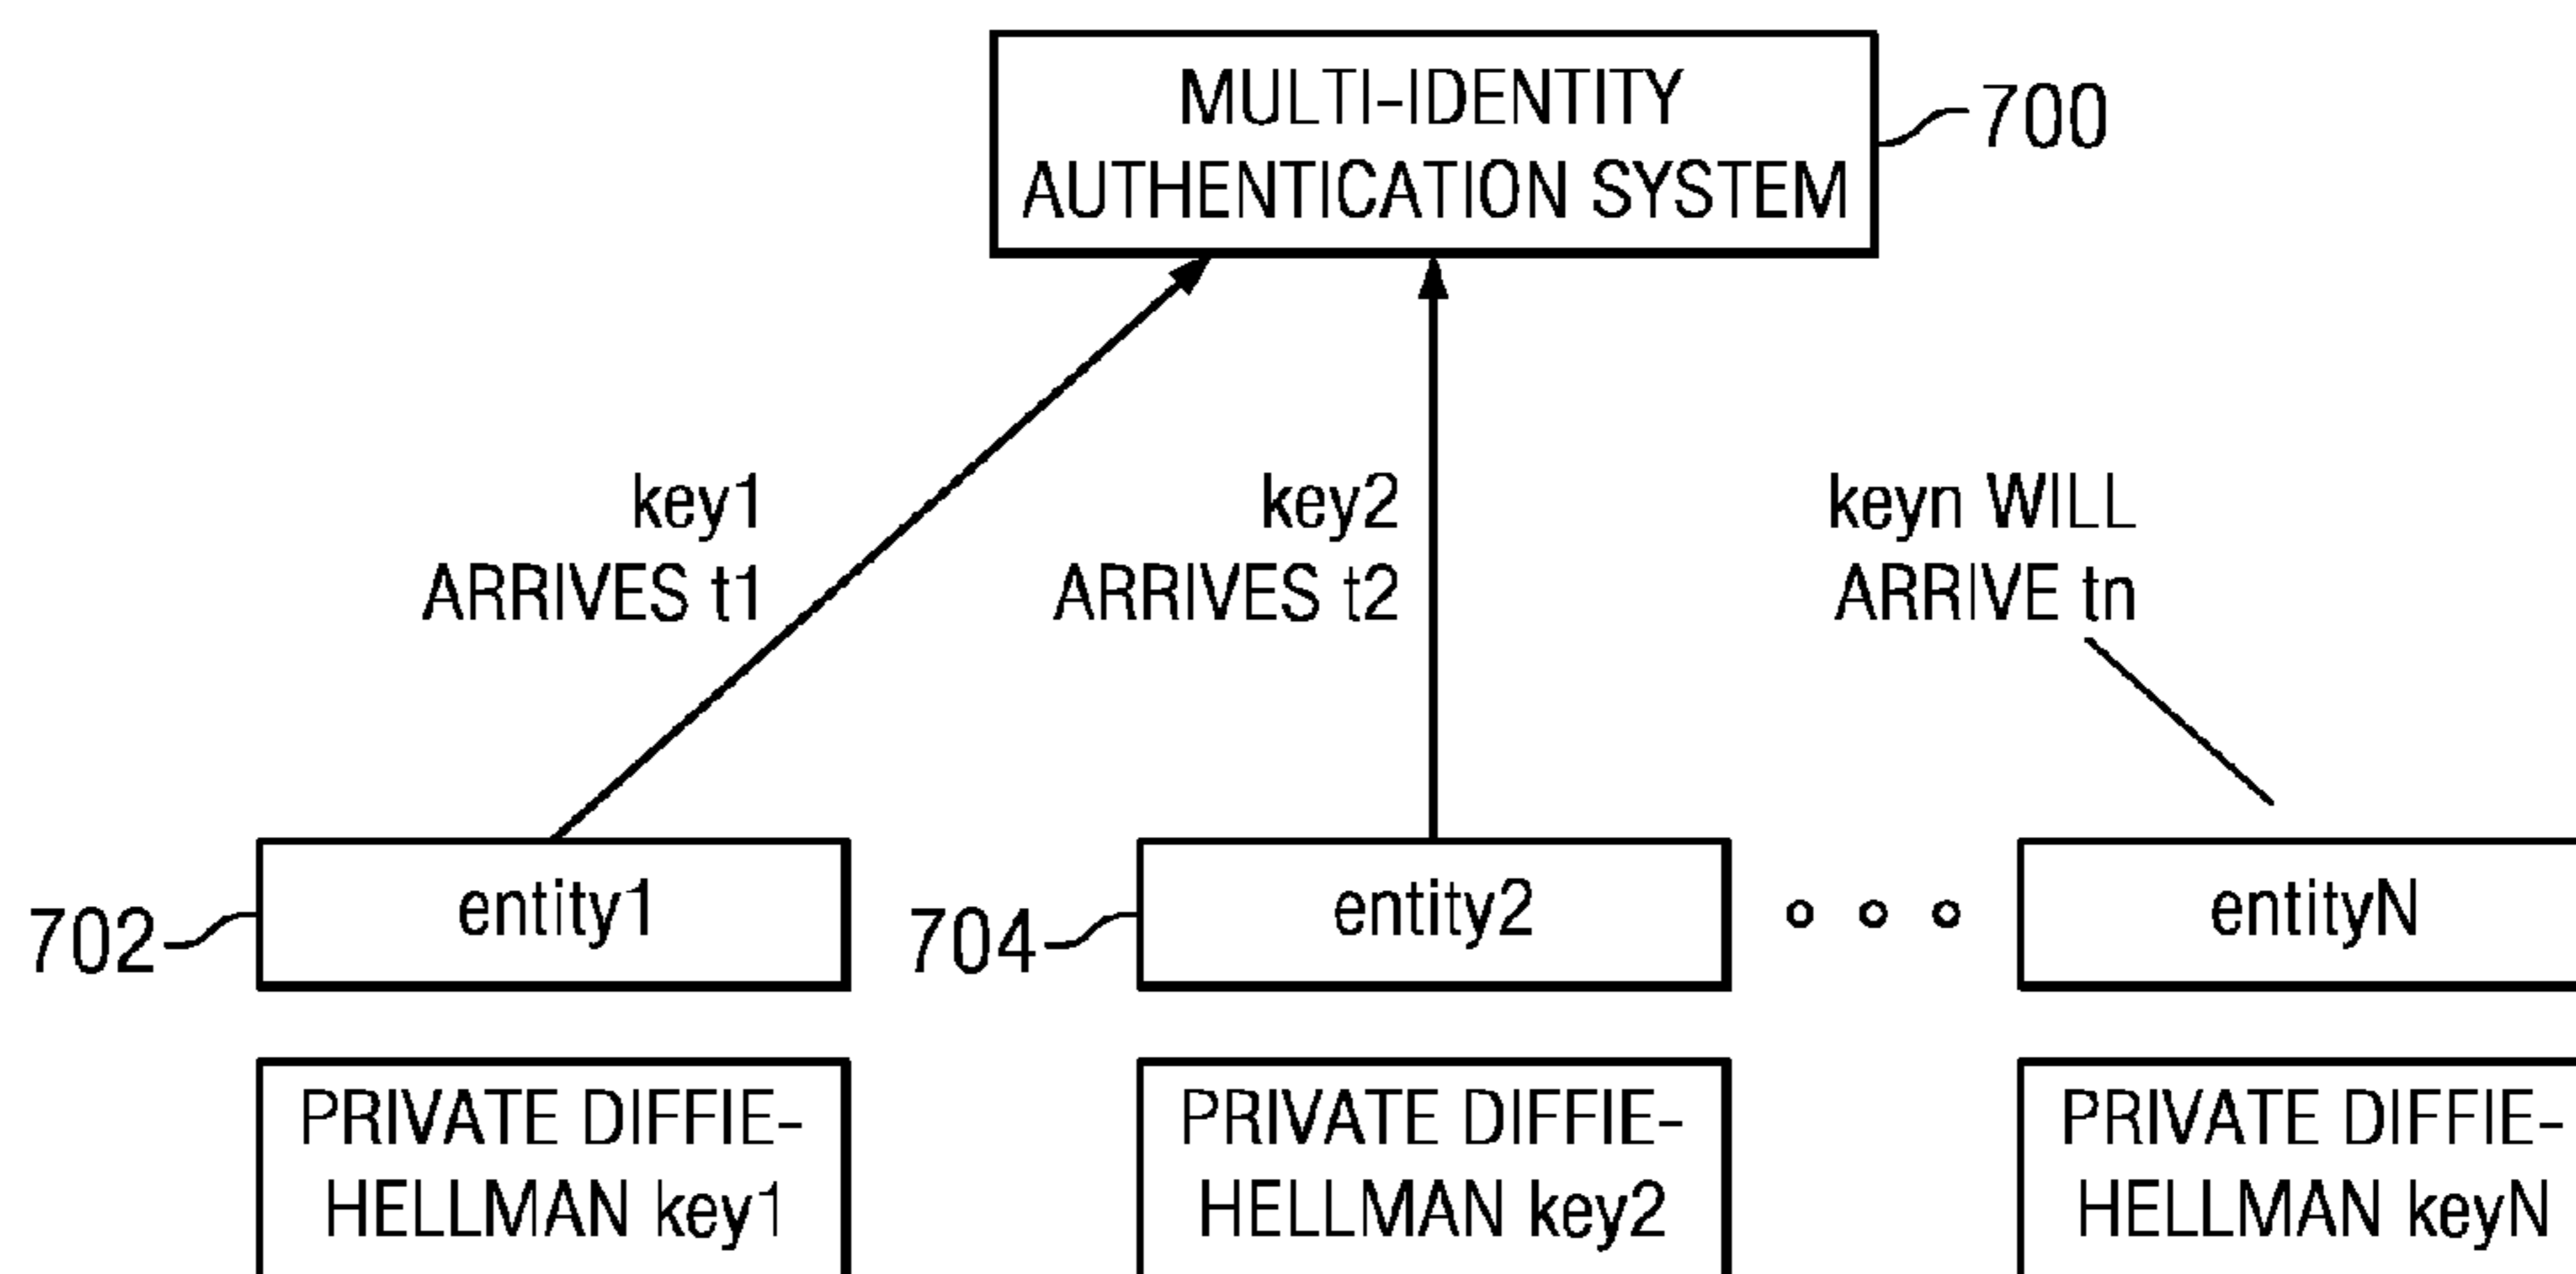 MULTI-IDENTITY
AUTHENTICATION SYSTEM
700
key1
ARRIVES t1
key2
ARRIVES t2
keyn WILL
ARRIVE tn
702
entity1
704
entity2
entityN
PRIVATE DIFFIE-
HELLMAN key1
PRIVATE DIFFIE-
HELLMAN key2
PRIVATE DIFFIE-
HELLMAN keyN